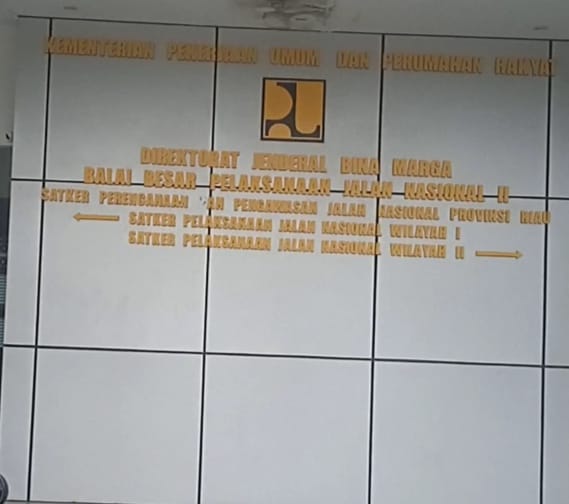 KEMENTERIAN PEKERJAAN UMUM DAN PERUMAHAN RAKYAT
DIREKTORAT JENDERAL BINA MARGA
BALAI BESAR PELAKSANAAN JALAN NASIONAL II
SATKER PERENCANAAN DAN PENGAWASAN JALAN NASIONAL PROVINSI RIAU
SATKER PELAKSANAAN JALAN NASIONAL WILAYAH I
SATKER PELAKSANAAN JALAN NASIONAL WILAYAH II